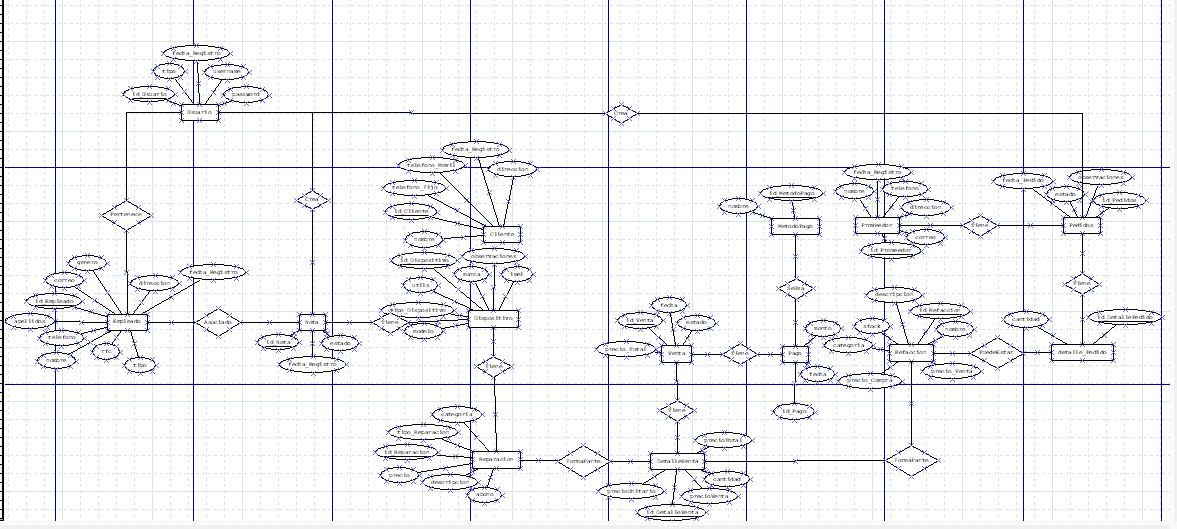 fecha_Registro
tipo
username
id_Usuario
password
Usuario
Crea
fecha_Registro
telefono_Movil
direccion
telefono_Fijo
id_Cliente
nombre
Cliente
Crea
Pertenece
id_MetodoPago
nombre
MetodoPago
fecha_Registro
nombre
telefono
direccion
Proveedor
correo
id_Proveedor
Tiene
fecha_Pedido
observaciones
estado
id_Pedidos
Pedidos
Tiene
genero
correo
direccion
fecha_Registro
id_Empleado
apellidos
Empleado
telefono
nombre
rfc
tipo
Asociado
Nota
id_Nota
estado
fecha_Registro
Tiene
id_Dispositivo
observaciones
marca
imei
tipo_Dispositivo
modelo
Dispositivo
Tiene
fecha
id_Venta
estado
precio_Total
Venta
Tiene
Se
Pago
monto
fecha
id_Pago
descripcion
id_Refaccion
stock
nombre
categoria
Refaccion
precio_Compra
precio_Venta
PuedeEstar
cantidad
id_DetallePedido
detalle_Pedido
categoria
tipo_Reparacion
id_Reparacion
precio
descripcion
abono
Reparacion
FormaParte
Tiene
precioTotal
DetalleVenta
cantidad
precioUnitario
precioVenta
id_DetalleVenta
FormaParte